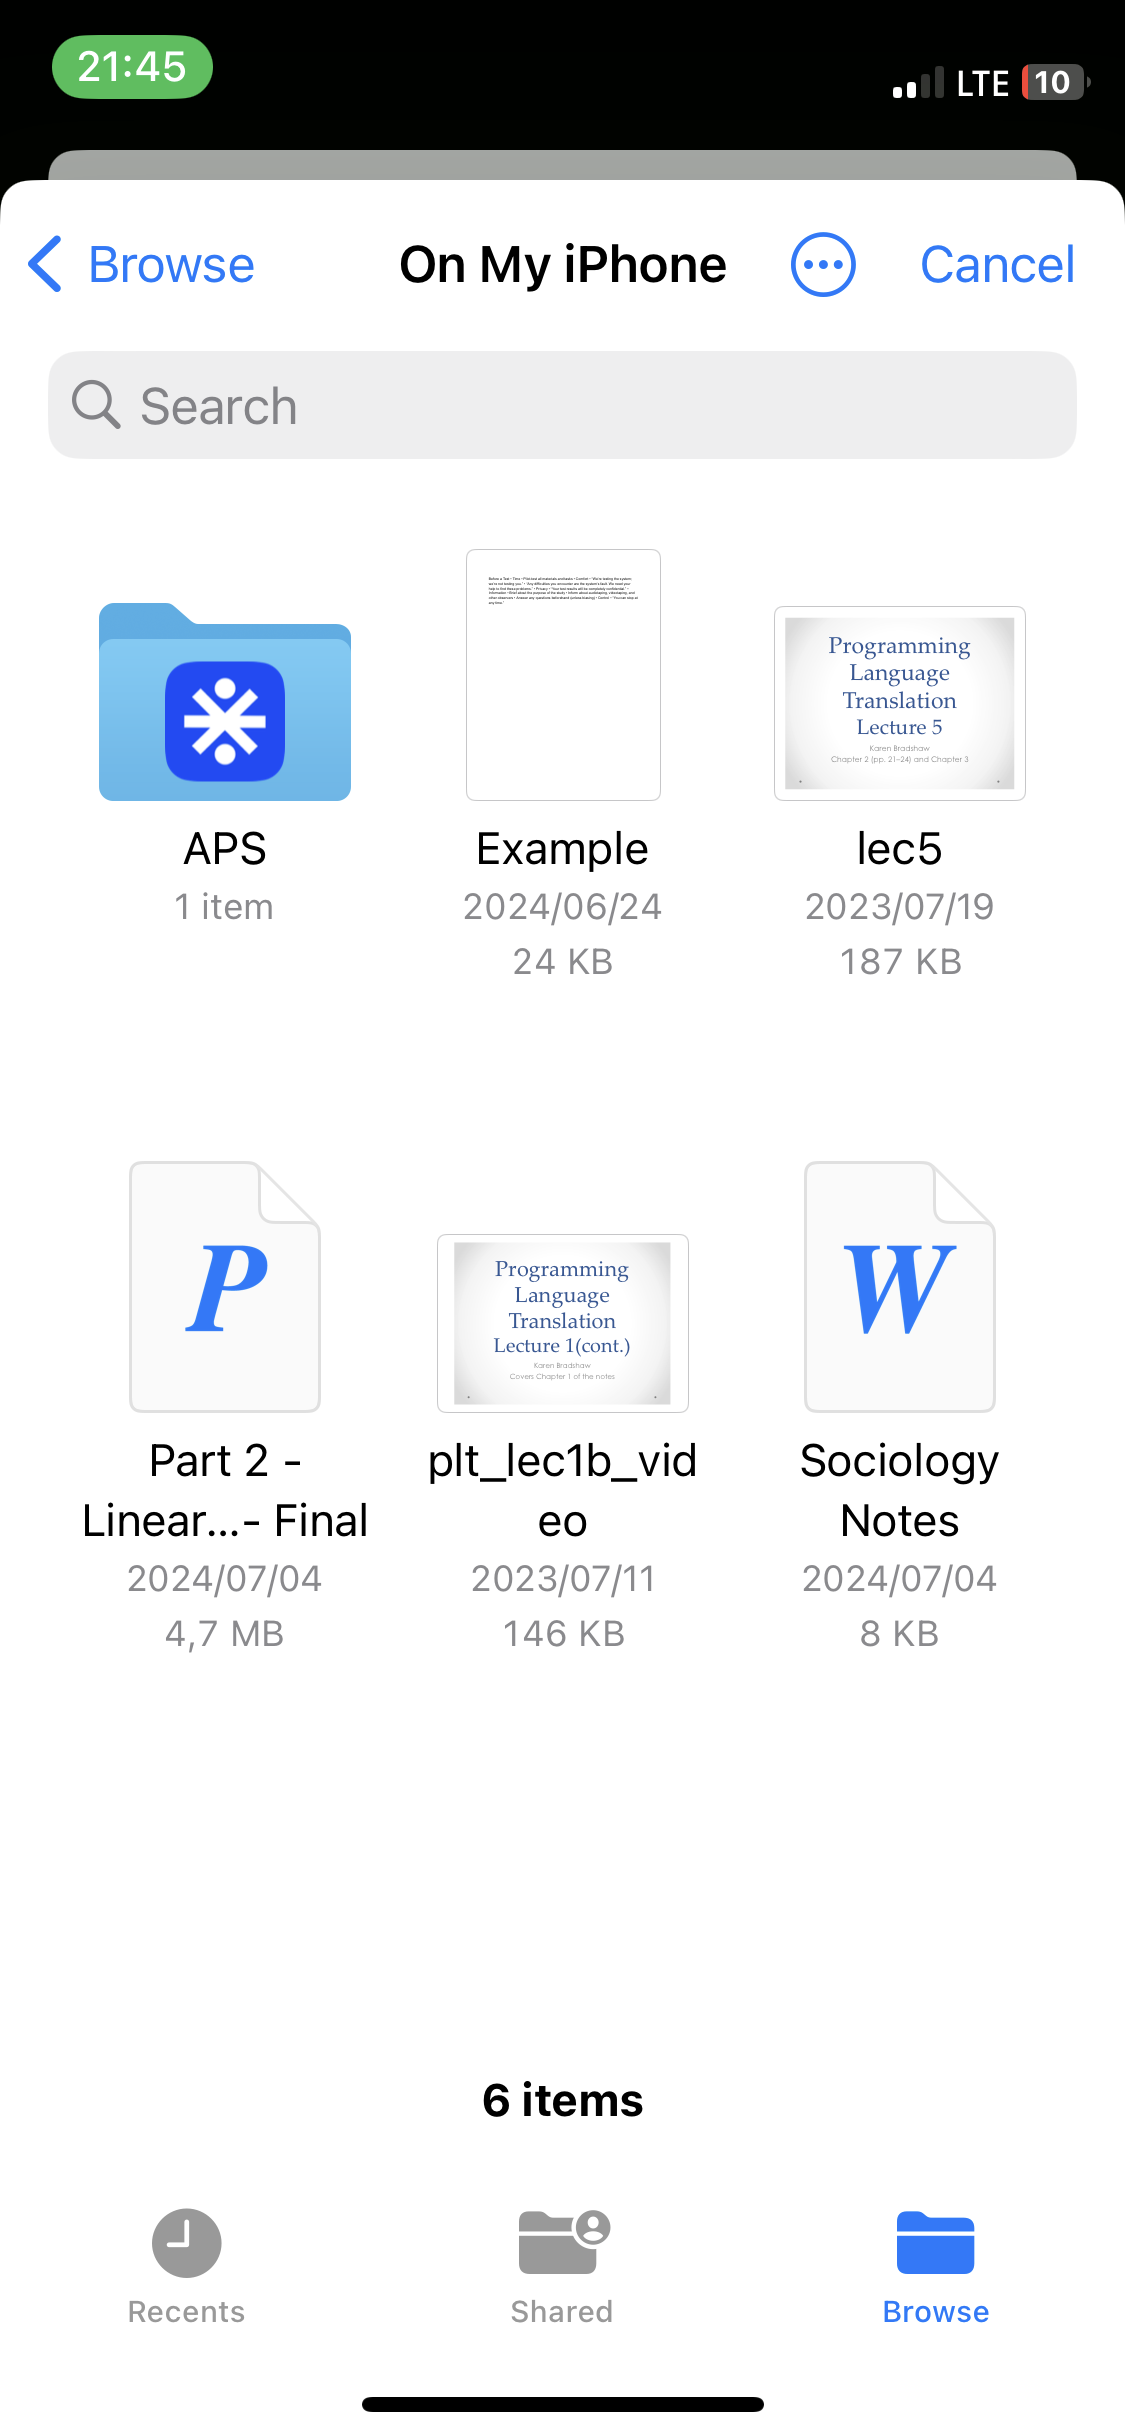 21:45
LTE 10
Browse
On My iPhone
Cancel
Search
Programming
Language
Translation
Lecture 5
Karen Bradshaw
Chapter 2 (pp. 21–24) and Chapter 3
APS
1 item
Example
2024/06/24
24 KB
lec5
2023/07/19
187 KB
P
Programming
Language
Translation
Lecture 1(cont.)
Karen Bradshaw
Covers Chapter 1 of the notes
W
Part 2 -
Linear...- Final
2024/07/04
4,7 MB
plt_lec1b_vid
eo
2023/07/11
146 KB
Sociology
Notes
2024/07/04
8 KB
6 items
Recents
Shared
Browse